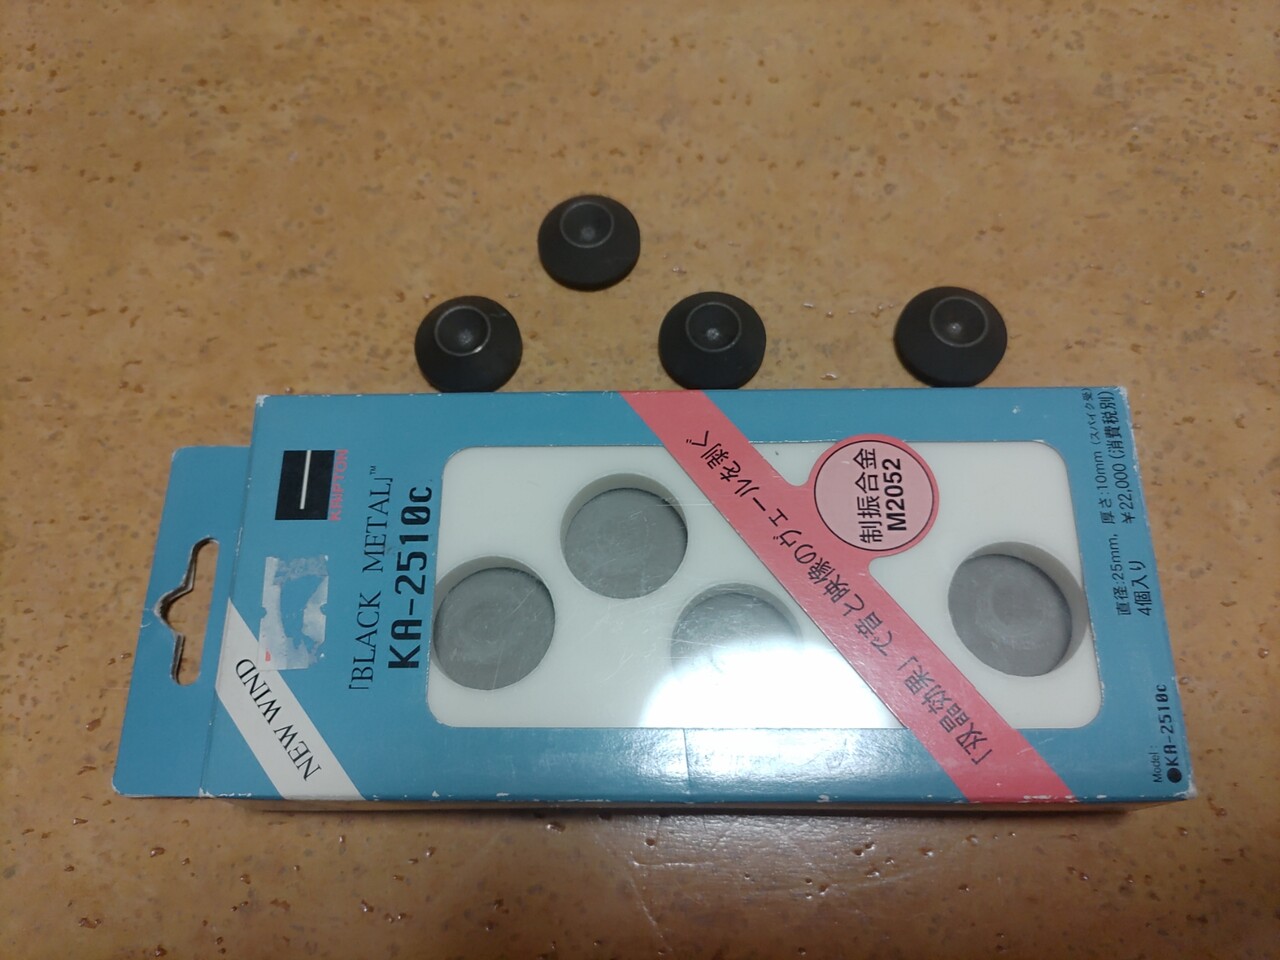 KRIPTON
「BLACK METAL」™
KA-2510c
NEW WIND
「双晶効果」で音と映像のヴェールを剥ぐ
制振合金
M2052
直径:25mm, 厚さ:10mm (スパイク受)
4個入り ¥22,000 (消費税別)
Model :
●KA-2510c